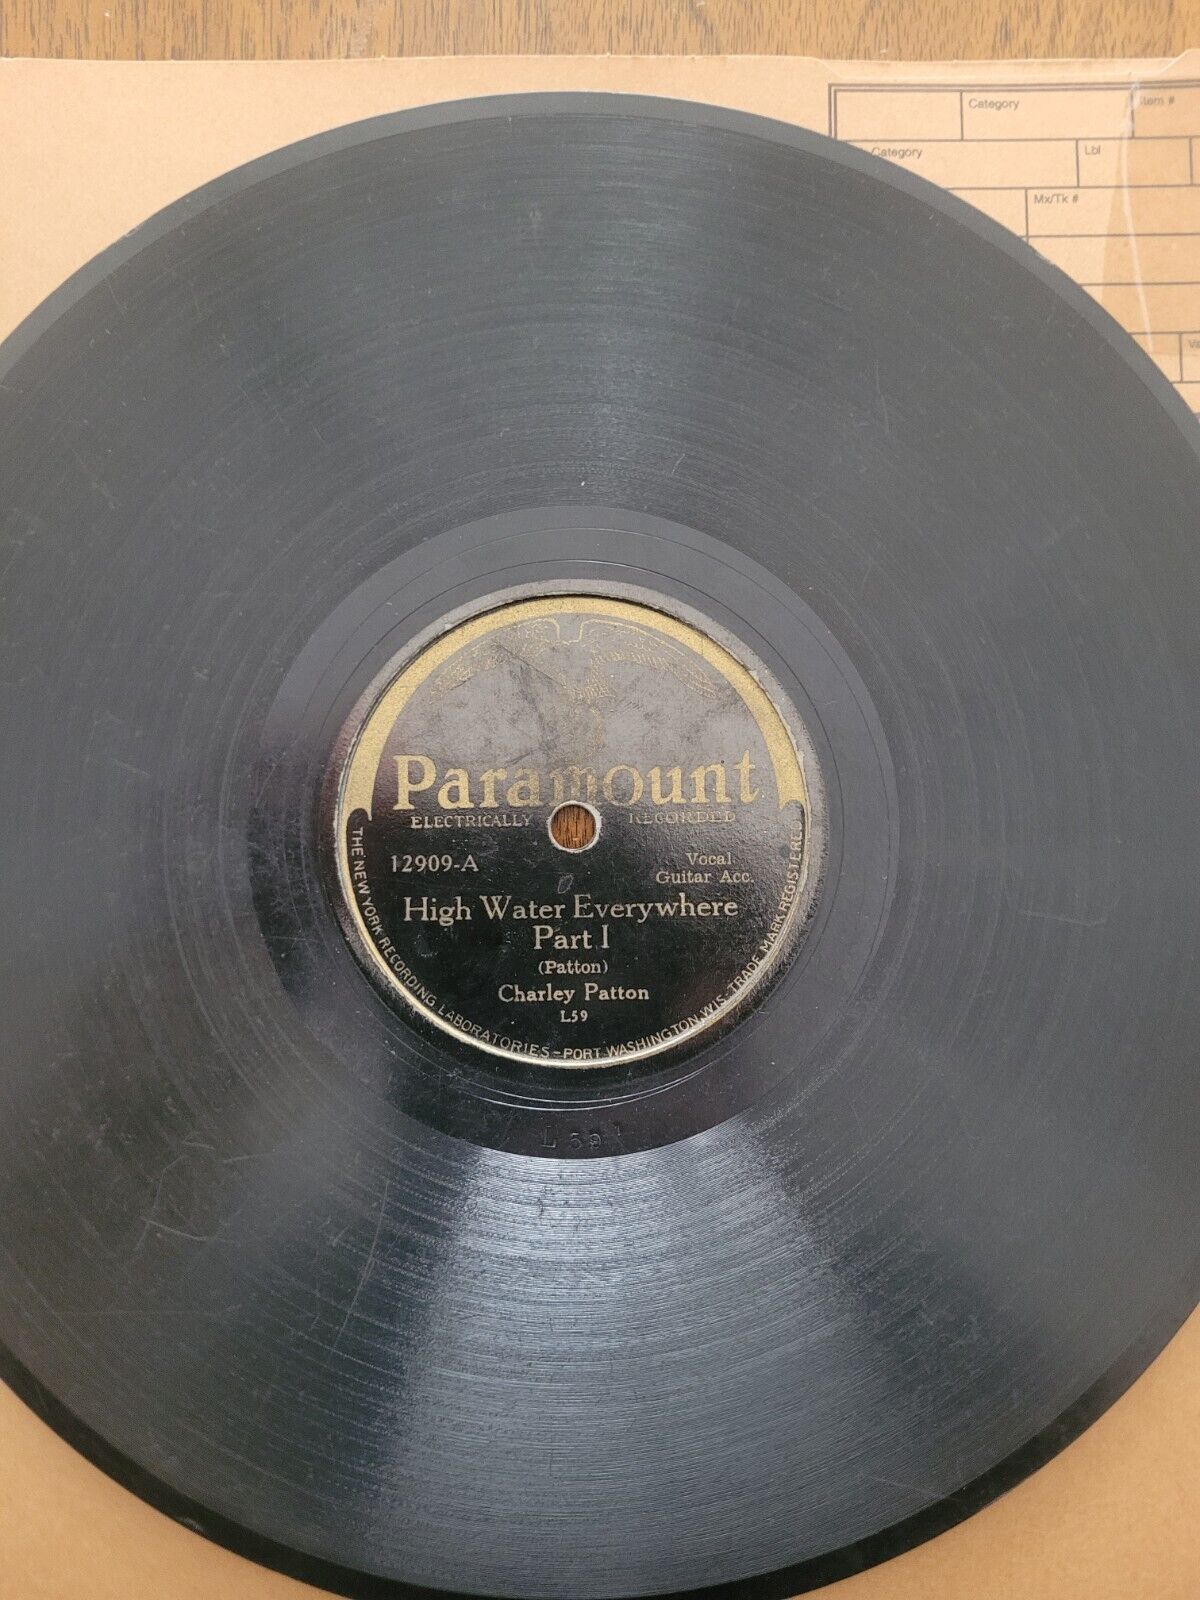 Category
Item #
Category
Lbl
Mx/Tk #
Paramount
ELECTRICALLY RECORDED
12909-A
Vocal
Guitar Acc.
High Water Everywhere
Part I
(Patton)
Charley Patton
L59
THE NEW YORK RECORDING LABORATORIES - PORT WASHINGTON, WIS. TRADE MARK REGISTERED
L 59